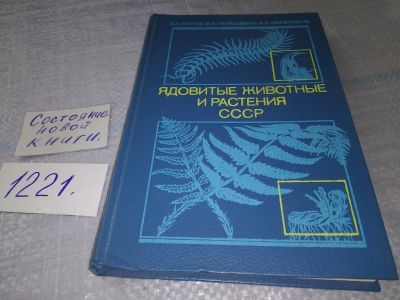 Состояние
новой
книги.
1221.
ЯДОВИТЫЕ ЖИВОТНЫЕ
И РАСТЕНИЯ
СССР